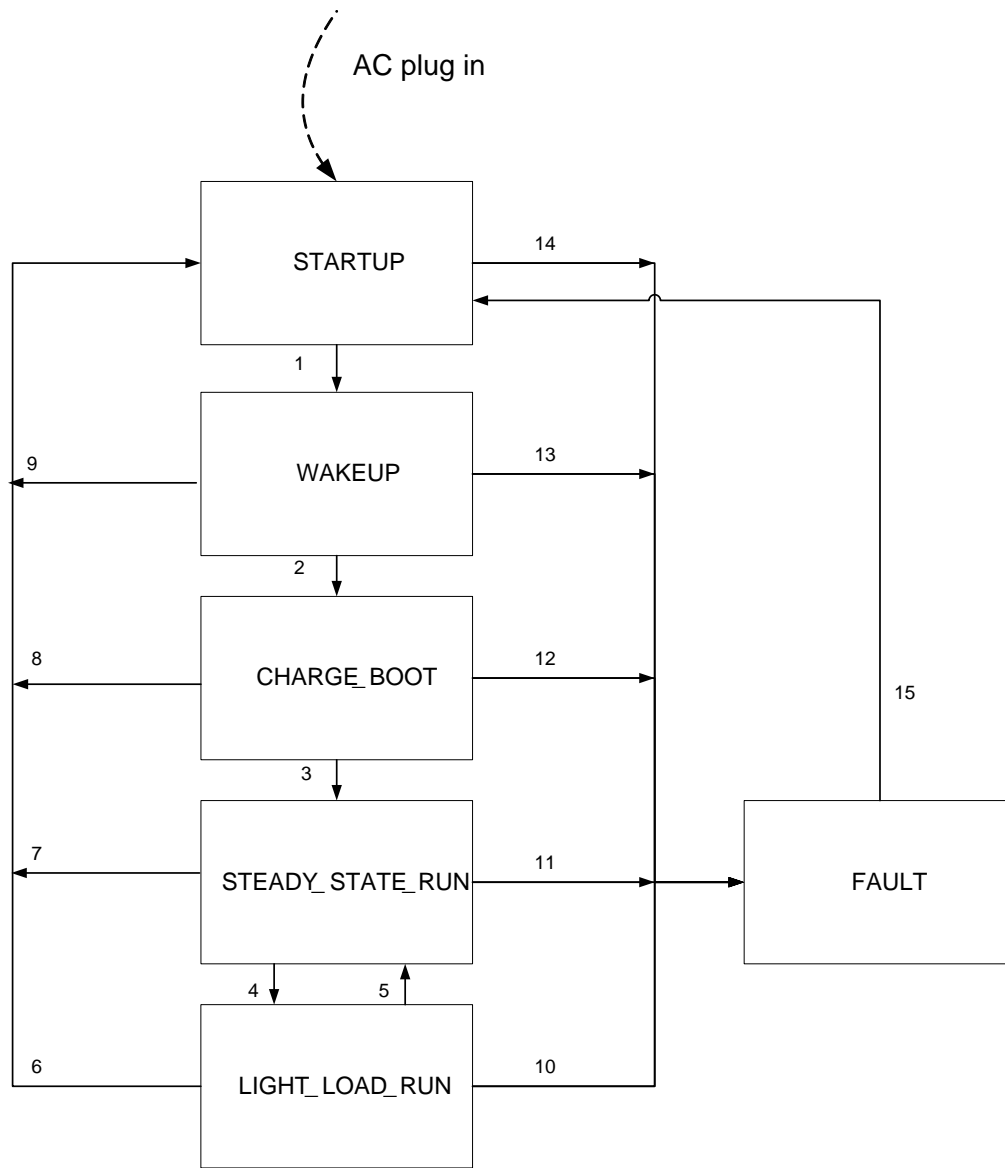 AC plug in
STARTUP
14
1
9
WAKEUP
13
2
8
CHARGE_BOOT
12
15
3
7
STEADY_STATE_RUN
11
FAULT
4
5
6
LIGHT_LOAD_RUN
10